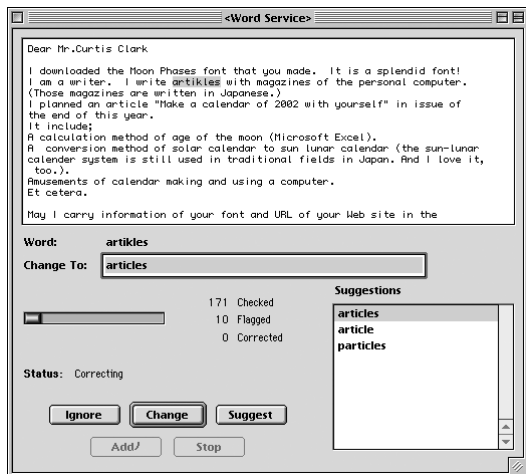 <Word Service>
Dear Mr.Curtis Clark
I downloaded the Moon Phases font that you made.  It is a splendid font!
I am a writer.  I write artikles with magazines of the personal computer.
(Those magazines are written in Japanese.)
I planned an article "Make a calendar of 2002 with yourself" in issue of
the end of this year.
It include;
A calculation method of age of the moon (Microsoft Excel).
A  conversion method of solar calendar to sun lunar calendar (the sun-lunar
calender system is still used in traditional fields in Japan. And I love it,
too.).
Amusements of calendar making and using a computer.
Et cetera.
May I carry information of your font and URL of your Web site in the
Word: artikles
Change To: articles
171 Checked
10 Flagged
0 Corrected
Status: Correcting
Suggestions
articles
article
particles
Ignore Change Suggest
Add Stop